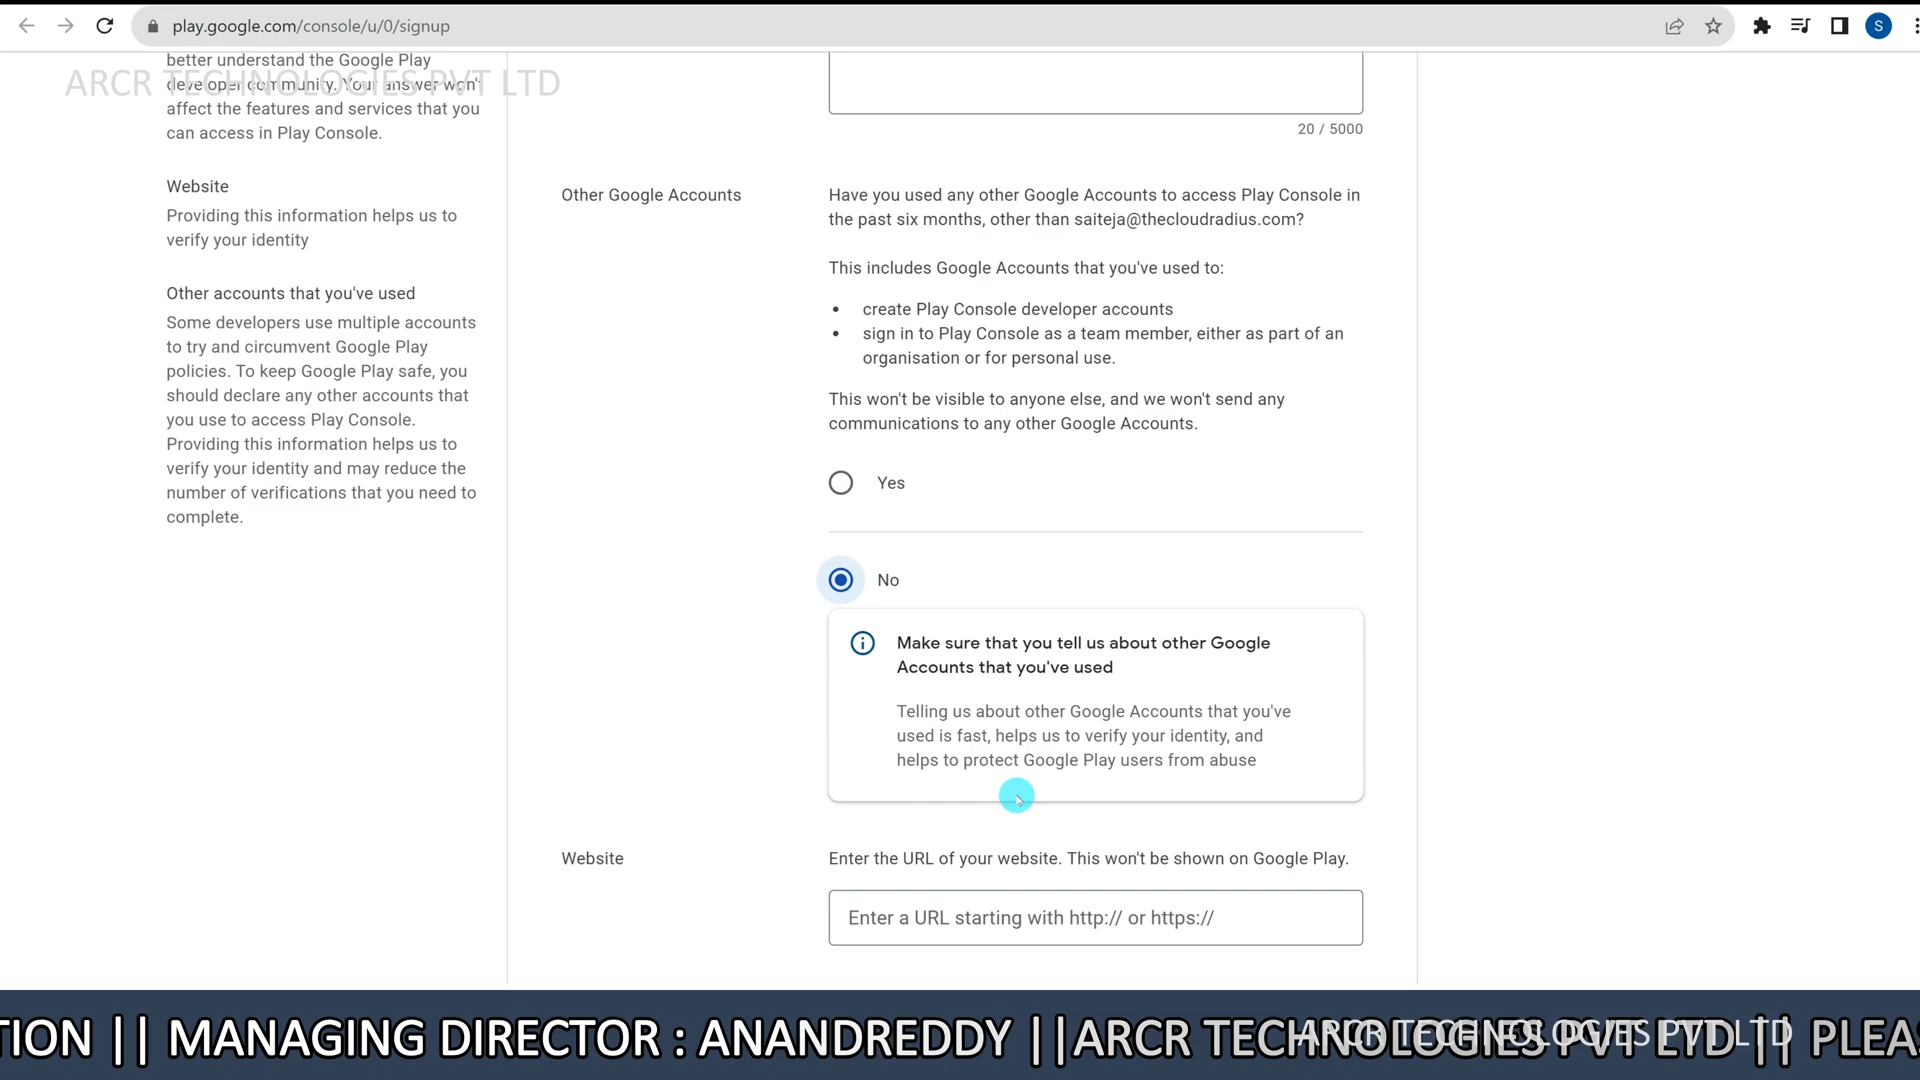 play.google.com/console/u/0/signup
S
better understand the Google Play
developer community. Your answer won't
affect the features and services that you
can access in Play Console.
ARCR TECHNOLOGIES PVT LTD
Website
Providing this information helps us to
verify your identity
Other accounts that you've used
Some developers use multiple accounts
to try and circumvent Google Play
policies. To keep Google Play safe, you
should declare any other accounts that
you use to access Play Console.
Providing this information helps us to
verify your identity and may reduce the
number of verifications that you need to
complete.
20 / 5000
Other Google Accounts
Have you used any other Google Accounts to access Play Console in
the past six months, other than saiteja@thecloudradius.com?
This includes Google Accounts that you've used to:
• create Play Console developer accounts
• sign in to Play Console as a team member, either as part of an
organisation or for personal use.
This won't be visible to anyone else, and we won't send any
communications to any other Google Accounts.
Yes
No
Make sure that you tell us about other Google
Accounts that you've used
Telling us about other Google Accounts that you've
used is fast, helps us to verify your identity, and
helps to protect Google Play users from abuse
Website
Enter the URL of your website. This won't be shown on Google Play.
Enter a URL starting with http:// or https://
TION || MANAGING DIRECTOR : ANANDREDDY ||ARCR TECHNOLOGIES PVT LTD || PLEAS
ARCR TECHNOLOGIES PVT LTD